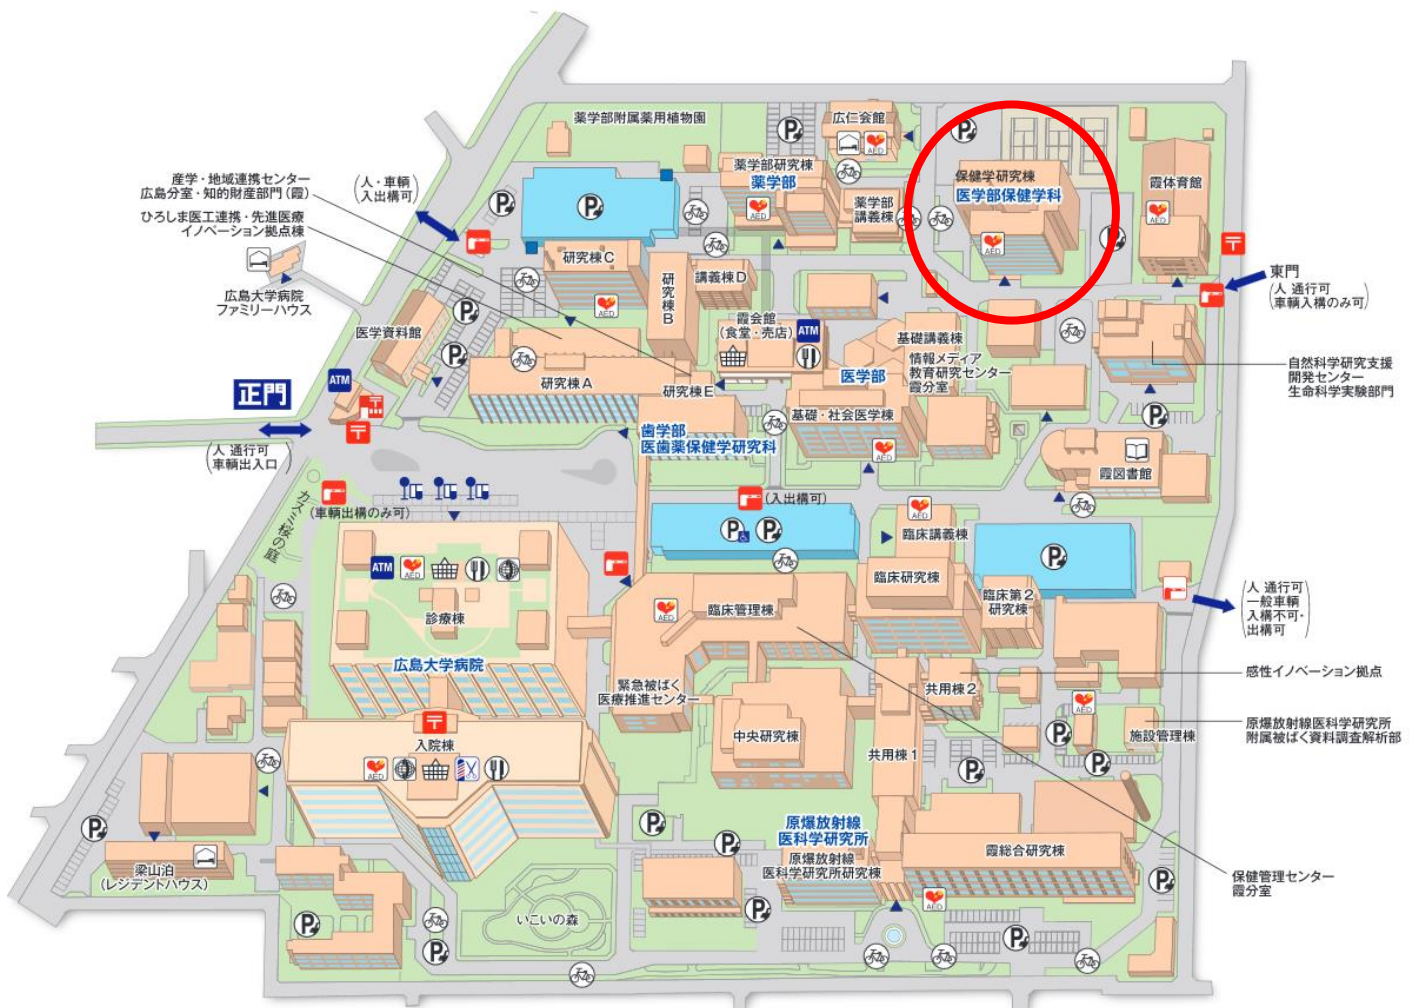 薬学部附属薬用植物園
広仁会館
産学・地域連携センター
広島分室・知的財産部門(霞)
(人・車輌
入出構可)
ひろしま医工連携・先進医療
イノベーション拠点棟
薬学部研究棟
薬学部
薬学部
講義棟
保健学研究棟
医学部保健学科
霞体育館
AED
AED
AED
AED
P
P
P
P
研究棟C
研究棟B
講義棟D
AED
広島大学病院
ファミリーハウス
医学資料館
P
P
霞会館
(食堂・売店)
ATM
基礎講義棟
情報メディア
教育研究センター
霞分室
東門
(人 通行可
車輌入構のみ可)
自然科学研究支援
開発センター
生命科学実験部門
正門
ATM
(人 通行可
車輌出入口)
研究棟A
研究棟E
医学部
基礎・社会医学棟
AED
歯学部
医歯薬保健学研究科
P
霞図書館
カスミ桜の庭
(車輌出構のみ可)
(入出構可)
P
P
AED
臨床講義棟
P
ATM
AED
診療棟
広島大学病院
AED
臨床管理棟
臨床研究棟
臨床第2
研究棟
(人 通行可
一般車輌
入構不可・
出構可)
緊急被ばく
医療推進センター
中央研究棟
共用棟2
共用棟1
感性イノベーション拠点
AED
P
施設管理棟
原爆放射線医科学研究所
附属被ばく資料調査解析部
入院棟
AED
P
P
P
梁山泊
(レジデントハウス)
P
P
原爆放射線
医科学研究所
原爆放射線
医科学研究所研究棟
霞総合研究棟
保健管理センター
霞分室
AED
P
P
P
P
P
いこいの森